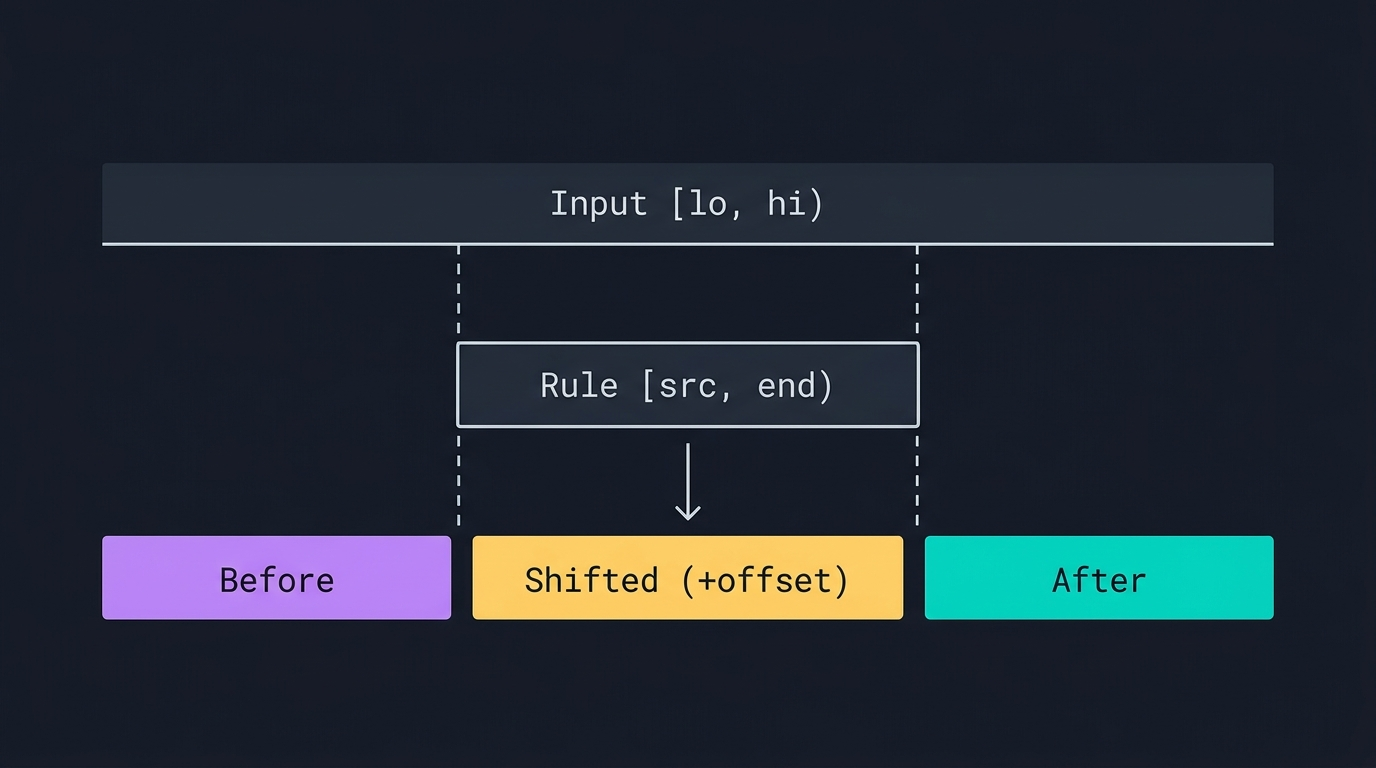 Input [lo, hi)
Rule [src, end)
Before
Shifted (+offset)
After